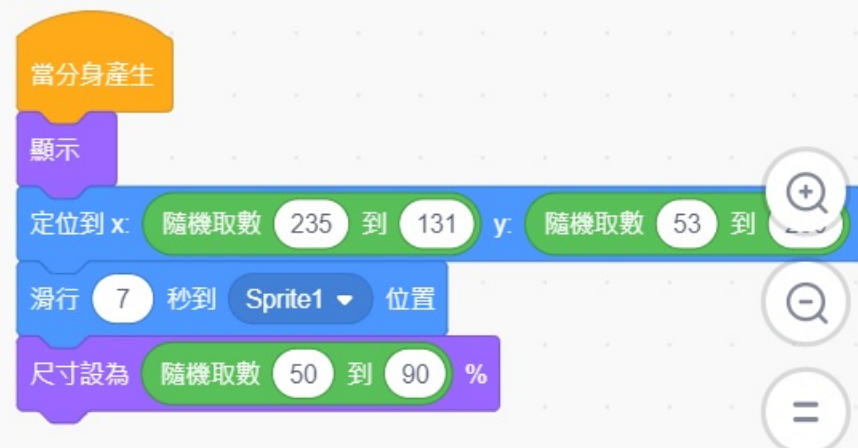 當分身產生
顯示
定位到 x: 隨機取數 235 到 131 y: 隨機取數 53 到
滑行 7 秒到 Sprite1 位置
尺寸設為 隨機取數 50 到 90 %